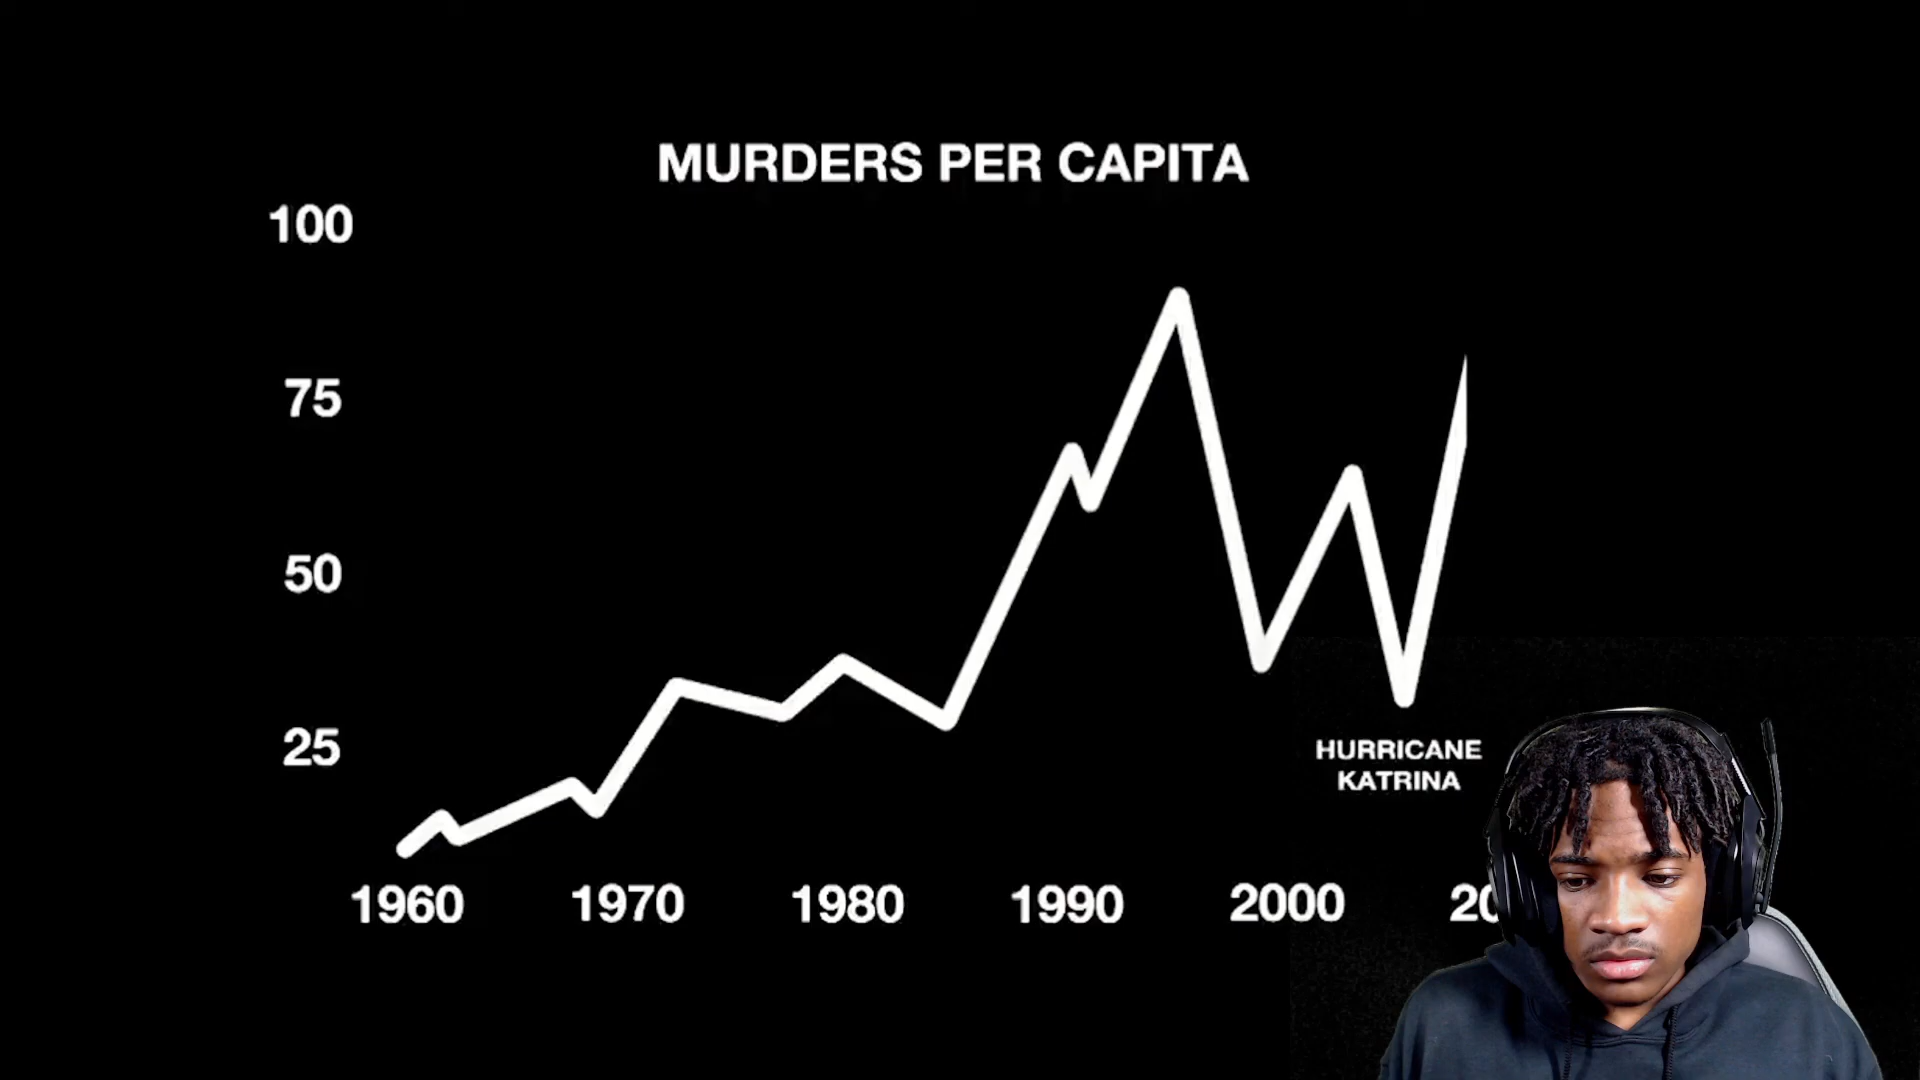 MURDERS PER CAPITA
100
75
50
25
HURRICANE
KATRINA
1960 1970 1980 1990 2000